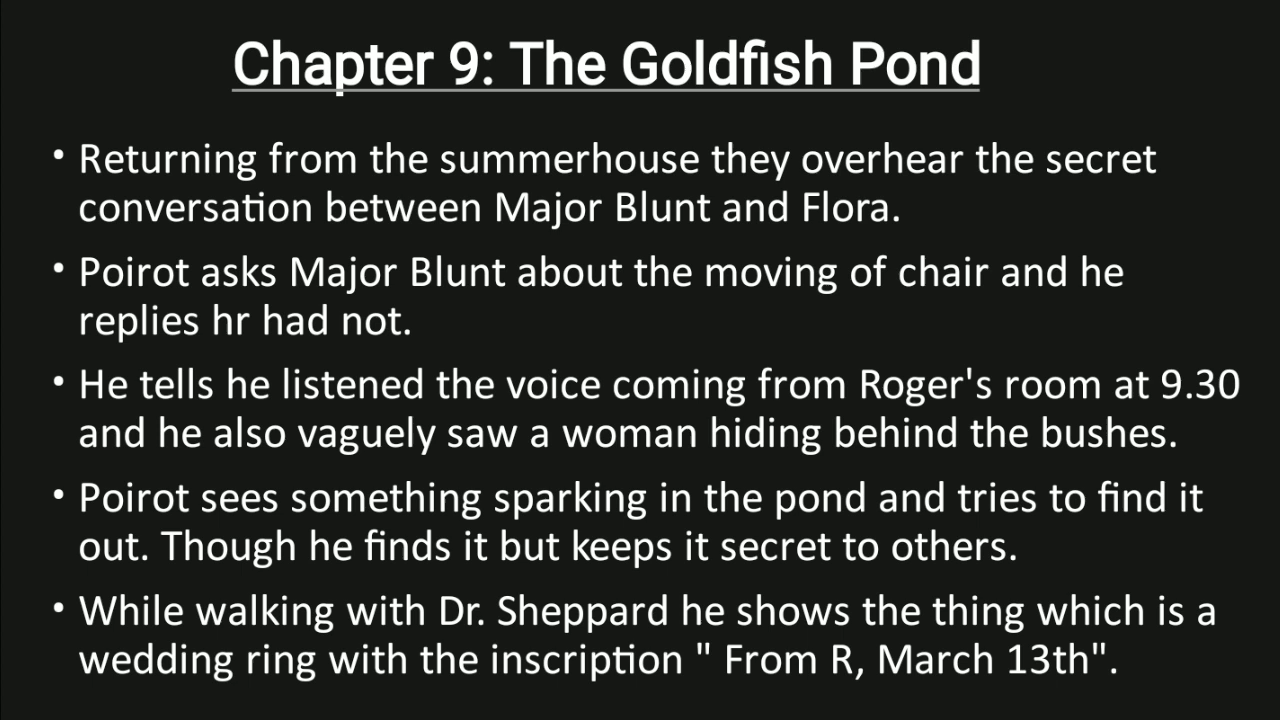 Chapter 9: The Goldfish Pond
• Returning from the summerhouse they overhear the secret
conversation between Major Blunt and Flora.
• Poirot asks Major Blunt about the moving of chair and he
replies hr had not.
• He tells he listened the voice coming from Roger's room at 9.30
and he also vaguely saw a woman hiding behind the bushes.
• Poirot sees something sparking in the pond and tries to find it
out. Though he finds it but keeps it secret to others.
• While walking with Dr. Sheppard he shows the thing which is a
wedding ring with the inscription " From R, March 13th".